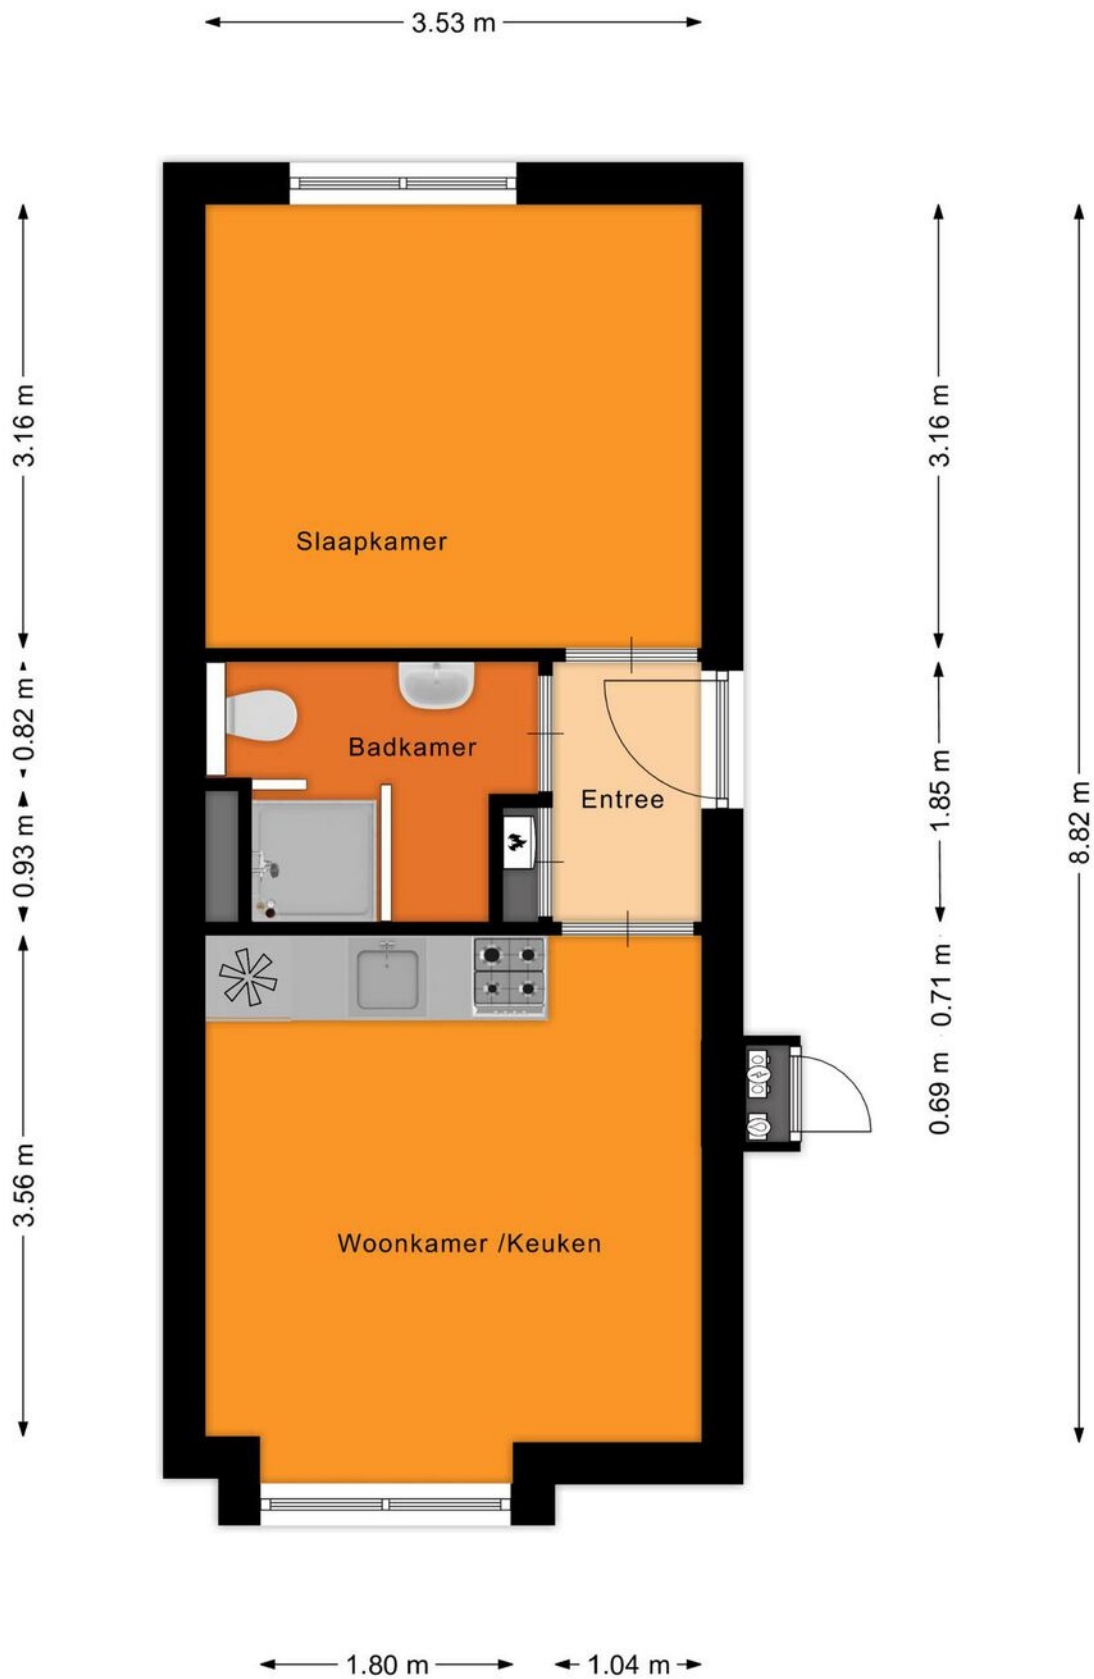 3.53 m
3.16 m
3.16 m
Slaapkamer
0.82 m
Badkamer
Entree
1.85 m
8.82 m
0.93 m
0.71 m
0.69 m
3.56 m
Woonkamer /Keuken
1.80 m
1.04 m